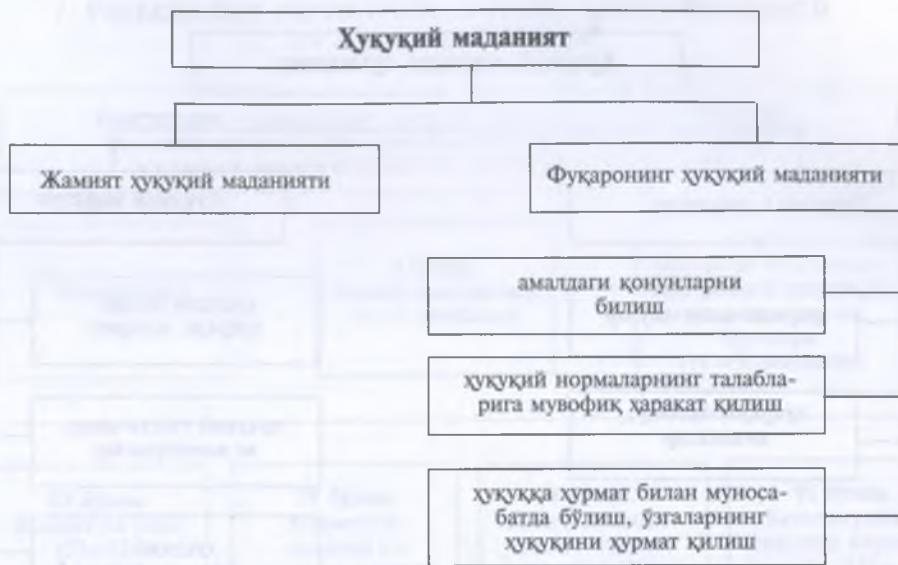 Ҳуқуқий маданият
Жамият ҳуқуқий маданияти
Фуқаронинг ҳуқуқий маданияти
амалдаги қонунларни
билиш
ҳуқуқий нормаларнинг талабла-
рига мувофиқ ҳаракат қилиш
ҳуқуққа ҳурмат билан муноса-
батда бўлиш, ўзгаларнинг
ҳуқуқини ҳурмат қилиш